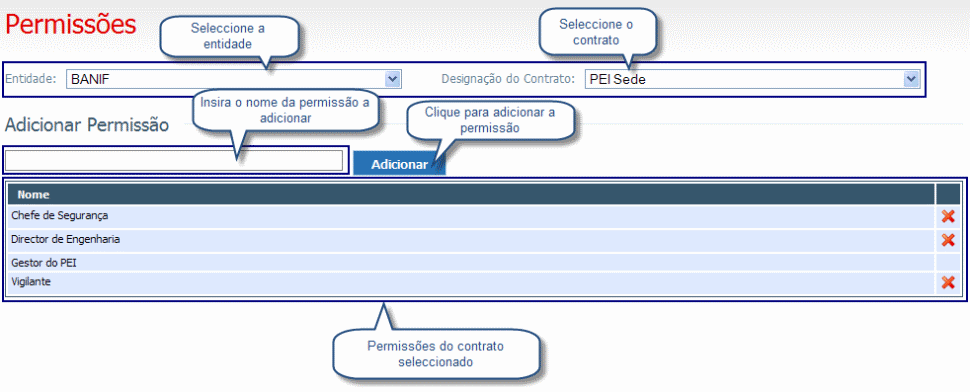 Permissões
Seleccione a
entidade
Seleccione o
contrato
Entidade: BANIF Designação do Contrato: PEI Sede
Insira o nome da permissão a
adicionar
Clique para adicionar a
permissão
Adicionar Permissão
Adicionar
Nome
Chefe de Segurança
Director de Engenharia
Gestor do PEI
Vigilante
Permissões do contrato
seleccionado